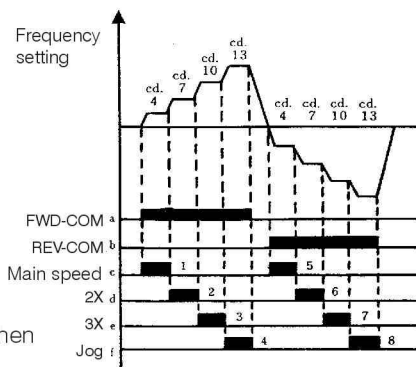 Frequency
setting
cd.
4
cd.
7
cd.
10
cd.
13
cd.
4
cd.
7
cd.
10
cd.
13
FWD-COM a
REV-COM b
Main speed c 1 5
2X d 2 6
3X e 3 7
nen
Jog f 4 8